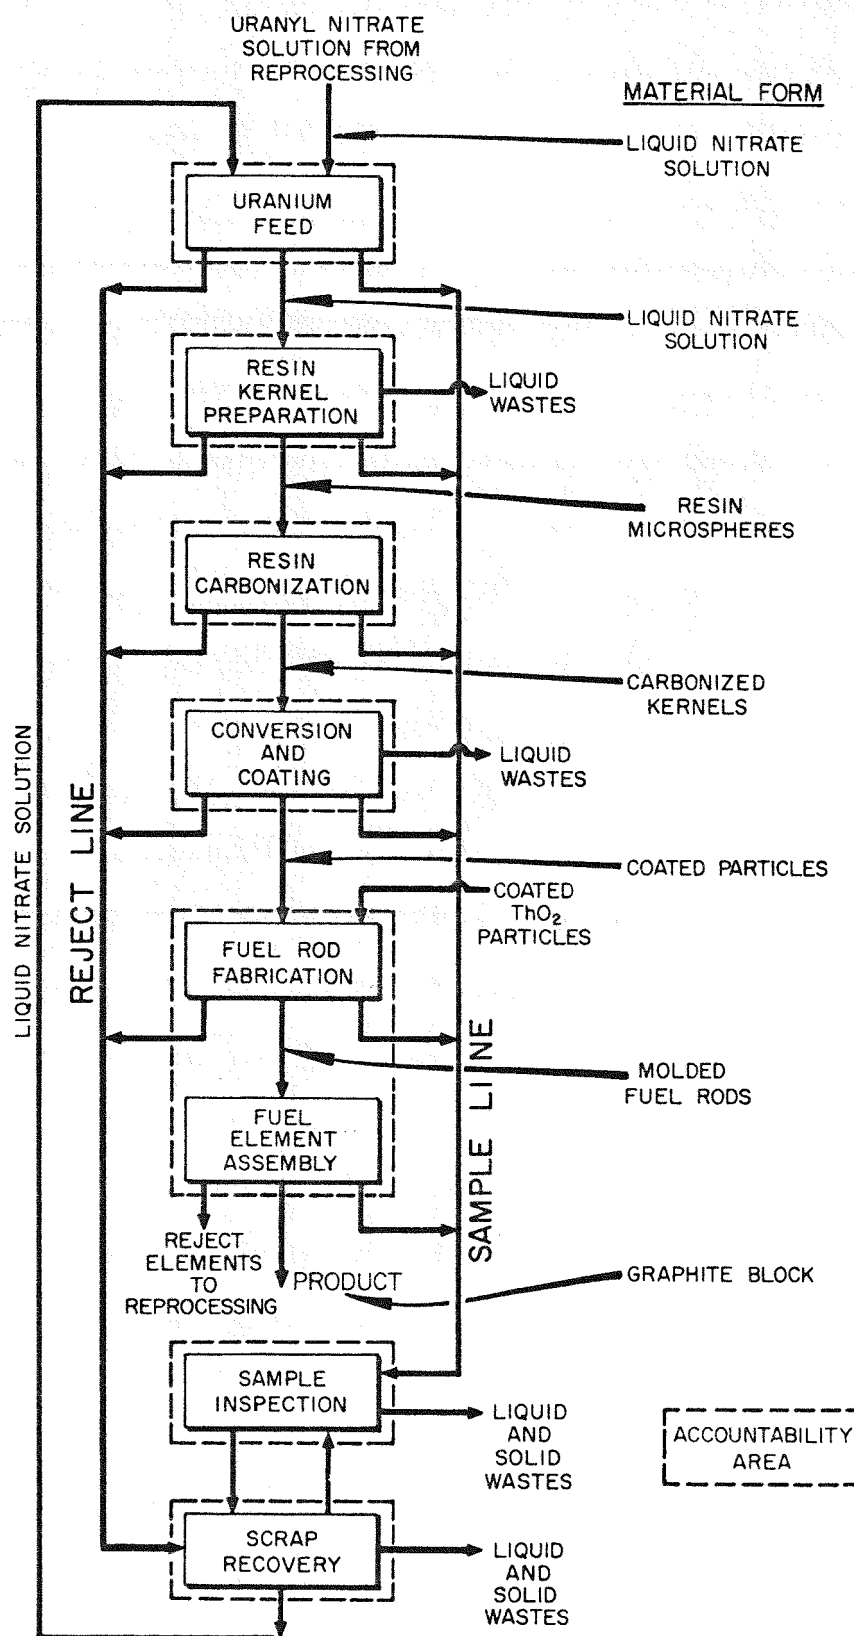 URANYL NITRATE
SOLUTION FROM
REPROCESSING
MATERIAL FORM
LIQUID NITRATE
SOLUTION
URANIUM
FEED
LIQUID NITRATE
SOLUTION
RESIN
KERNEL
PREPARATION
LIQUID
WASTES
RESIN
MICROSPHERES
RESIN
CARBONIZATION
CARBONIZED
KERNELS
CONVERSION
AND
COATING
LIQUID
WASTES
LIQUID NITRATE SOLUTION
REJECT LINE
COATED PARTICLES
COATED
ThO2
PARTICLES
FUEL ROD
FABRICATION
MOLDED
FUEL RODS
SAMPLE LINE
FUEL
ELEMENT
ASSEMBLY
REJECT
ELEMENTS
TO
REPROCESSING
PRODUCT
GRAPHITE BLOCK
SAMPLE
INSPECTION
LIQUID
AND
SOLID
WASTES
ACCOUNTABILITY
AREA
SCRAP
RECOVERY
LIQUID
AND
SOLID
WASTES